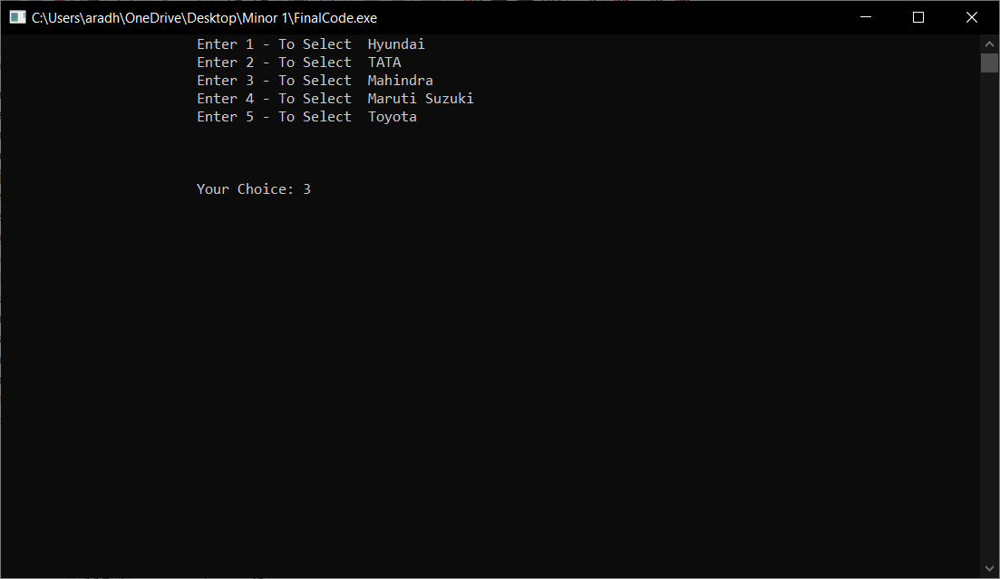 C:\Users\aradh\OneDrive\Desktop\Minor 1\FinalCode.exe
Enter 1 - To Select  Hyundai
Enter 2 - To Select  TATA
Enter 3 - To Select  Mahindra
Enter 4 - To Select  Maruti Suzuki
Enter 5 - To Select  Toyota
Your Choice: 3